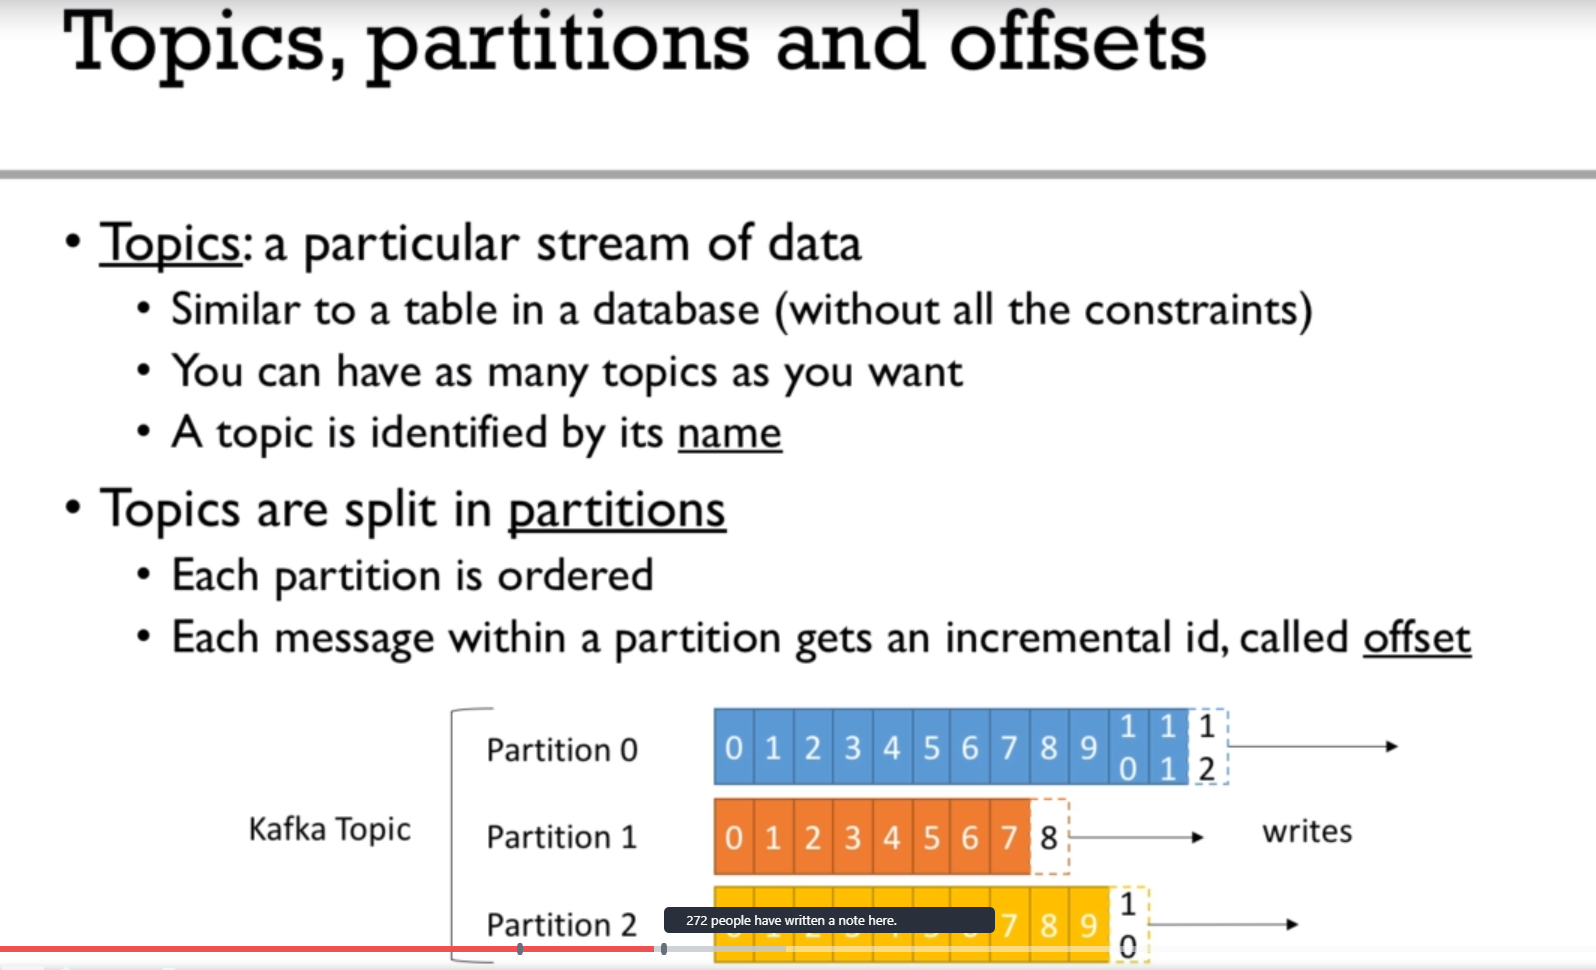 Topics, partitions and offsets
• Topics: a particular stream of data
• Similar to a table in a database (without all the constraints)
• You can have as many topics as you want
• A topic is identified by its name
• Topics are split in partitions
• Each partition is ordered
• Each message within a partition gets an incremental id, called offset
Kafka Topic
Partition 0
0 1 2 3 4 5 6 7 8 9 10 11 12
Partition 1
0 1 2 3 4 5 6 7 8
writes
Partition 2
7 8 9 10
272 people have written a note here.